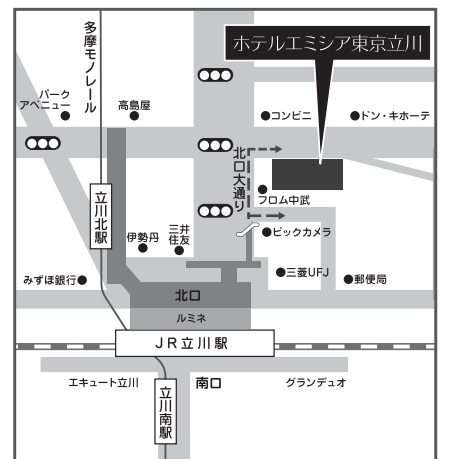 ホテルエミシア東京立川
多摩モノレール
パーク
アベニュー
高島屋
コンビニ
ドン・キホーテ
北口大通り
フロム中武
立川北駅
伊勢丹
三井
住友
ビックカメラ
みずほ銀行
三菱UFJ
郵便局
北口
ルミネ
JR立川駅
エキュート立川
南口
グランデュオ
立川南駅